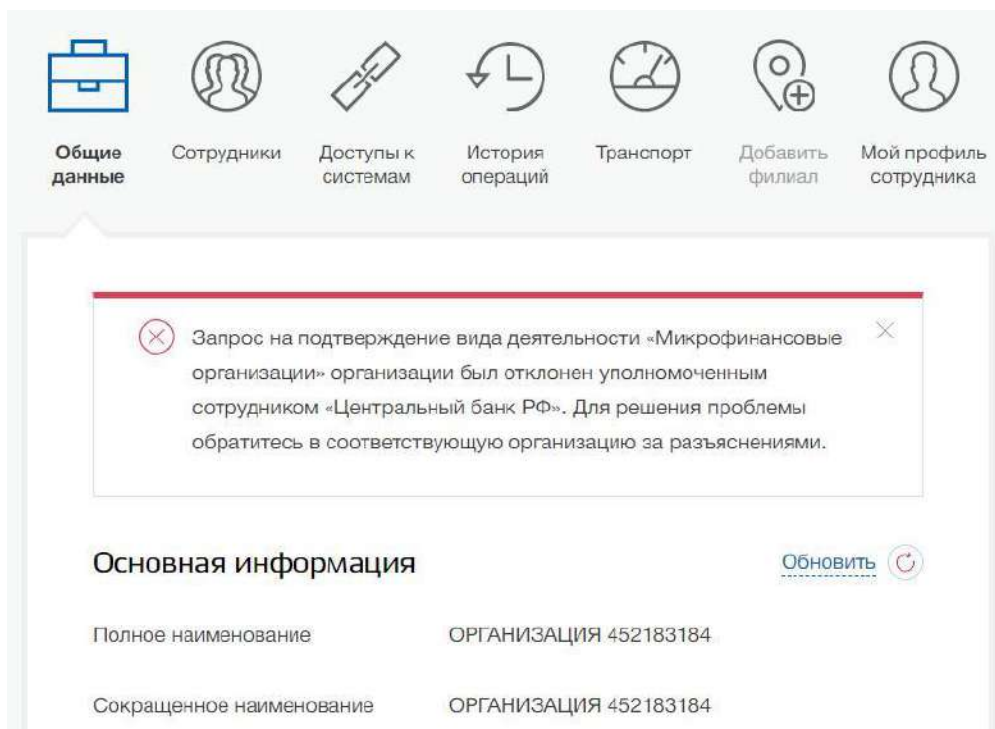 Общие данные
Сотрудники
Доступы к системам
История операций
Транспорт
Добавить филиал
Мой профиль сотрудника
Запрос на подтверждение вида деятельности «Микрофинансовые
организации» организации был отклонен уполномоченным
сотрудником «Центральный банк РФ». Для решения проблемы
обратитесь в соответствующую организацию за разъяснениями.
Основная информация
Обновить
Полное наименование ОРГАНИЗАЦИЯ 452183184
Сокращенное наименование ОРГАНИЗАЦИЯ 452183184